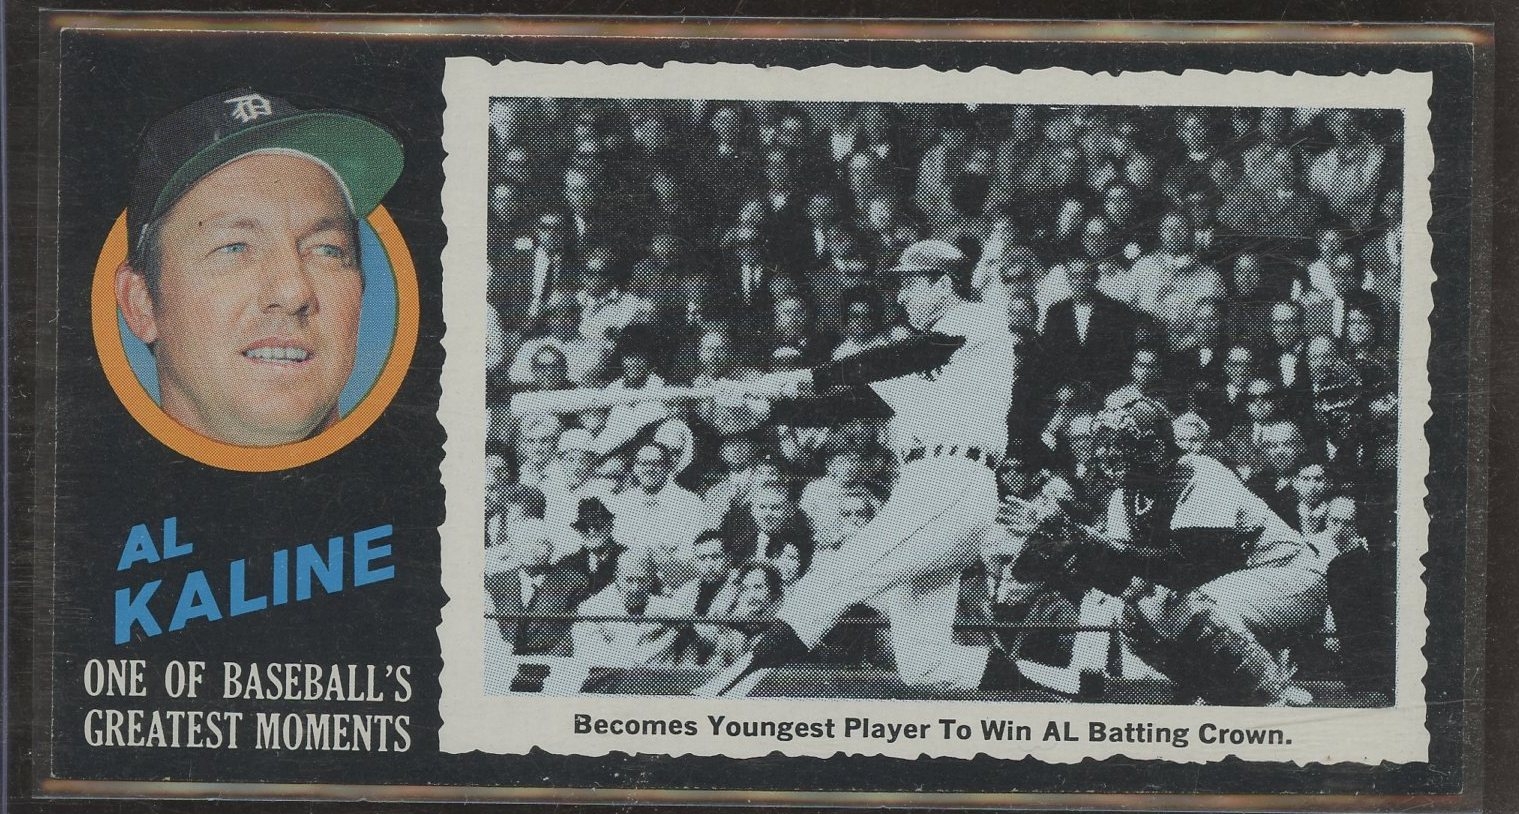 D
AL
KALINE
ONE OF BASEBALL'S
GREATEST MOMENTS
Becomes Youngest Player To Win AL Batting Crown.